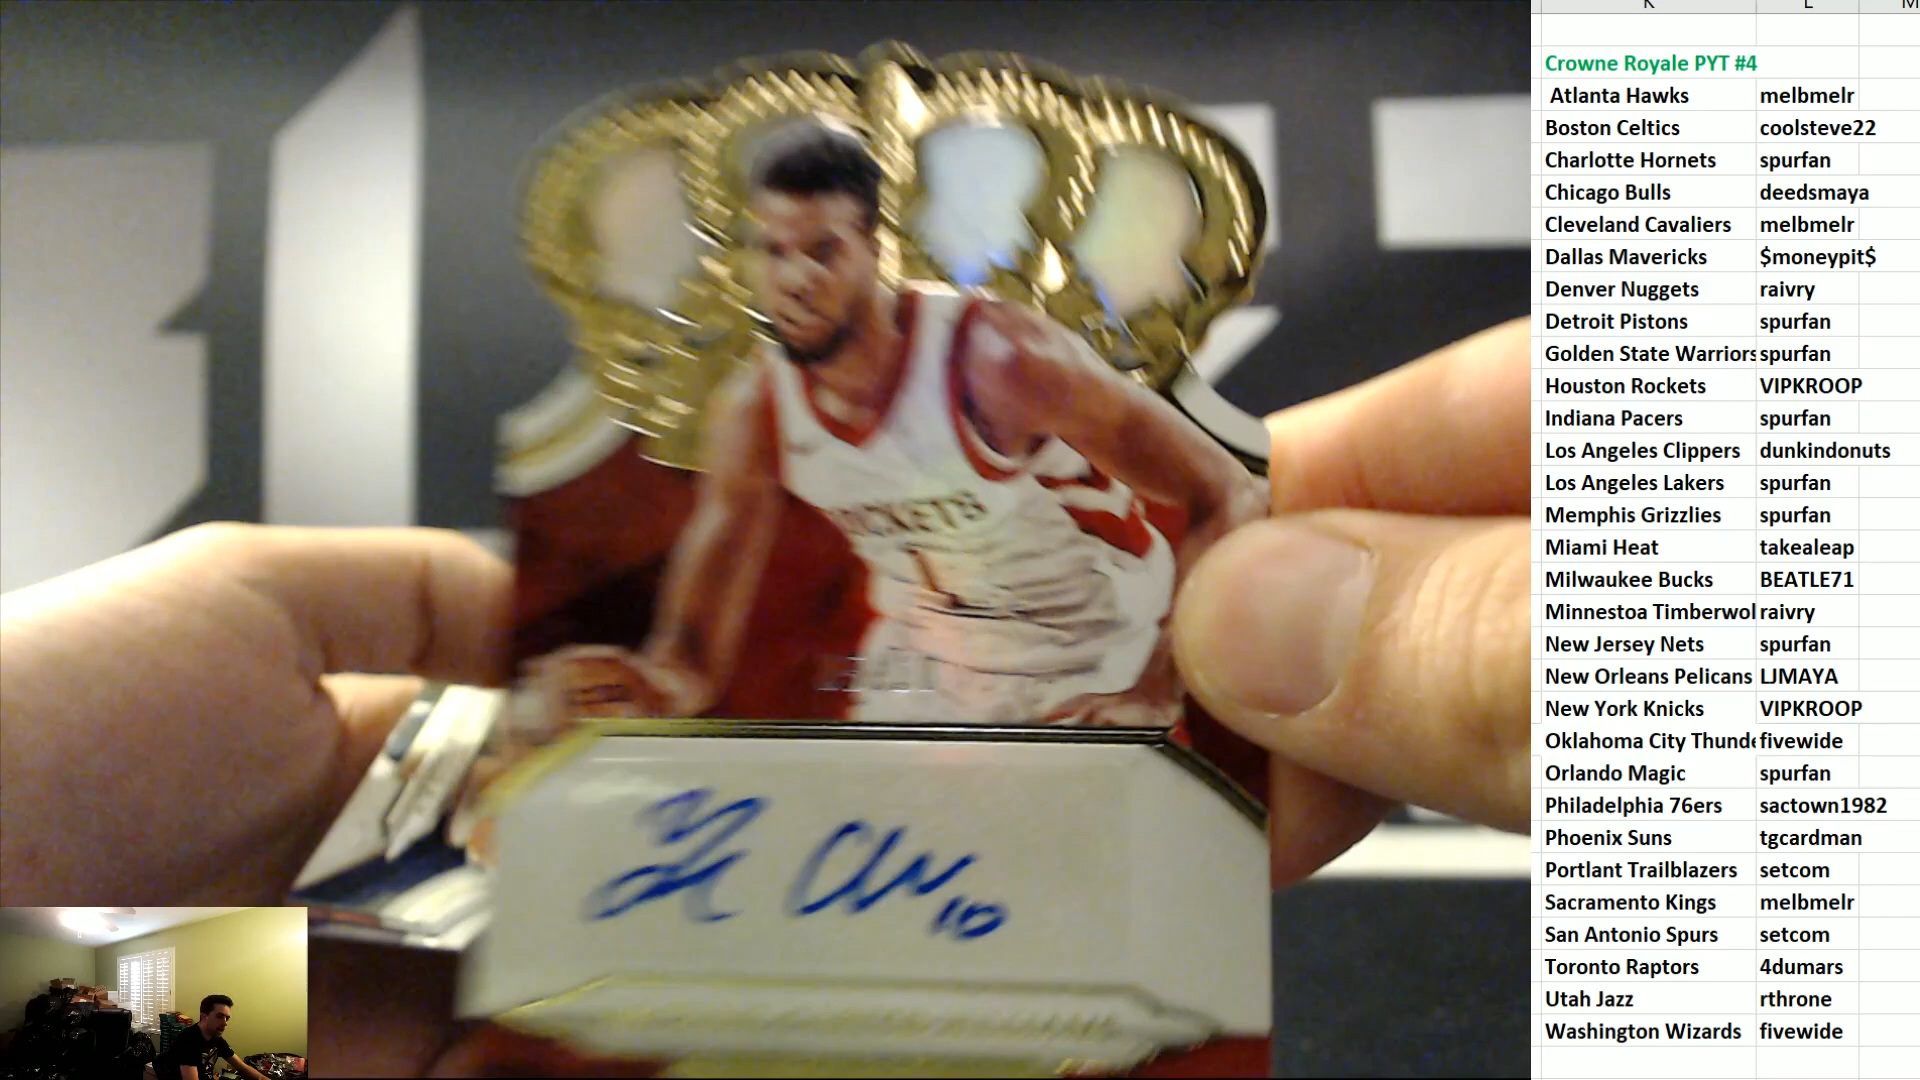 K L M
Crowne Royale PYT #4
Atlanta Hawks melbmelr
Boston Celtics coolsteve22
Charlotte Hornets spurfan
Chicago Bulls deedsmaya
Cleveland Cavaliers melbmelr
Dallas Mavericks $moneypit$
Denver Nuggets raivry
Detroit Pistons spurfan
Golden State Warriors spurfan
Houston Rockets VIPKROOP
Indiana Pacers spurfan
Los Angeles Clippers dunkindonuts
Los Angeles Lakers spurfan
Memphis Grizzlies spurfan
Miami Heat takealeap
Milwaukee Bucks BEATLE71
Minnestoa Timberwol raivry
New Jersey Nets spurfan
New Orleans Pelicans LJMAYA
New York Knicks VIPKROOP
Oklahoma City Thunde fivewide
Orlando Magic spurfan
Philadelphia 76ers sactown1982
Phoenix Suns tgcardman
Portlant Trailblazers setcom
Sacramento Kings melbmelr
San Antonio Spurs setcom
Toronto Raptors 4dumars
Utah Jazz rthrone
Washington Wizards fivewide
ROCKETS
1